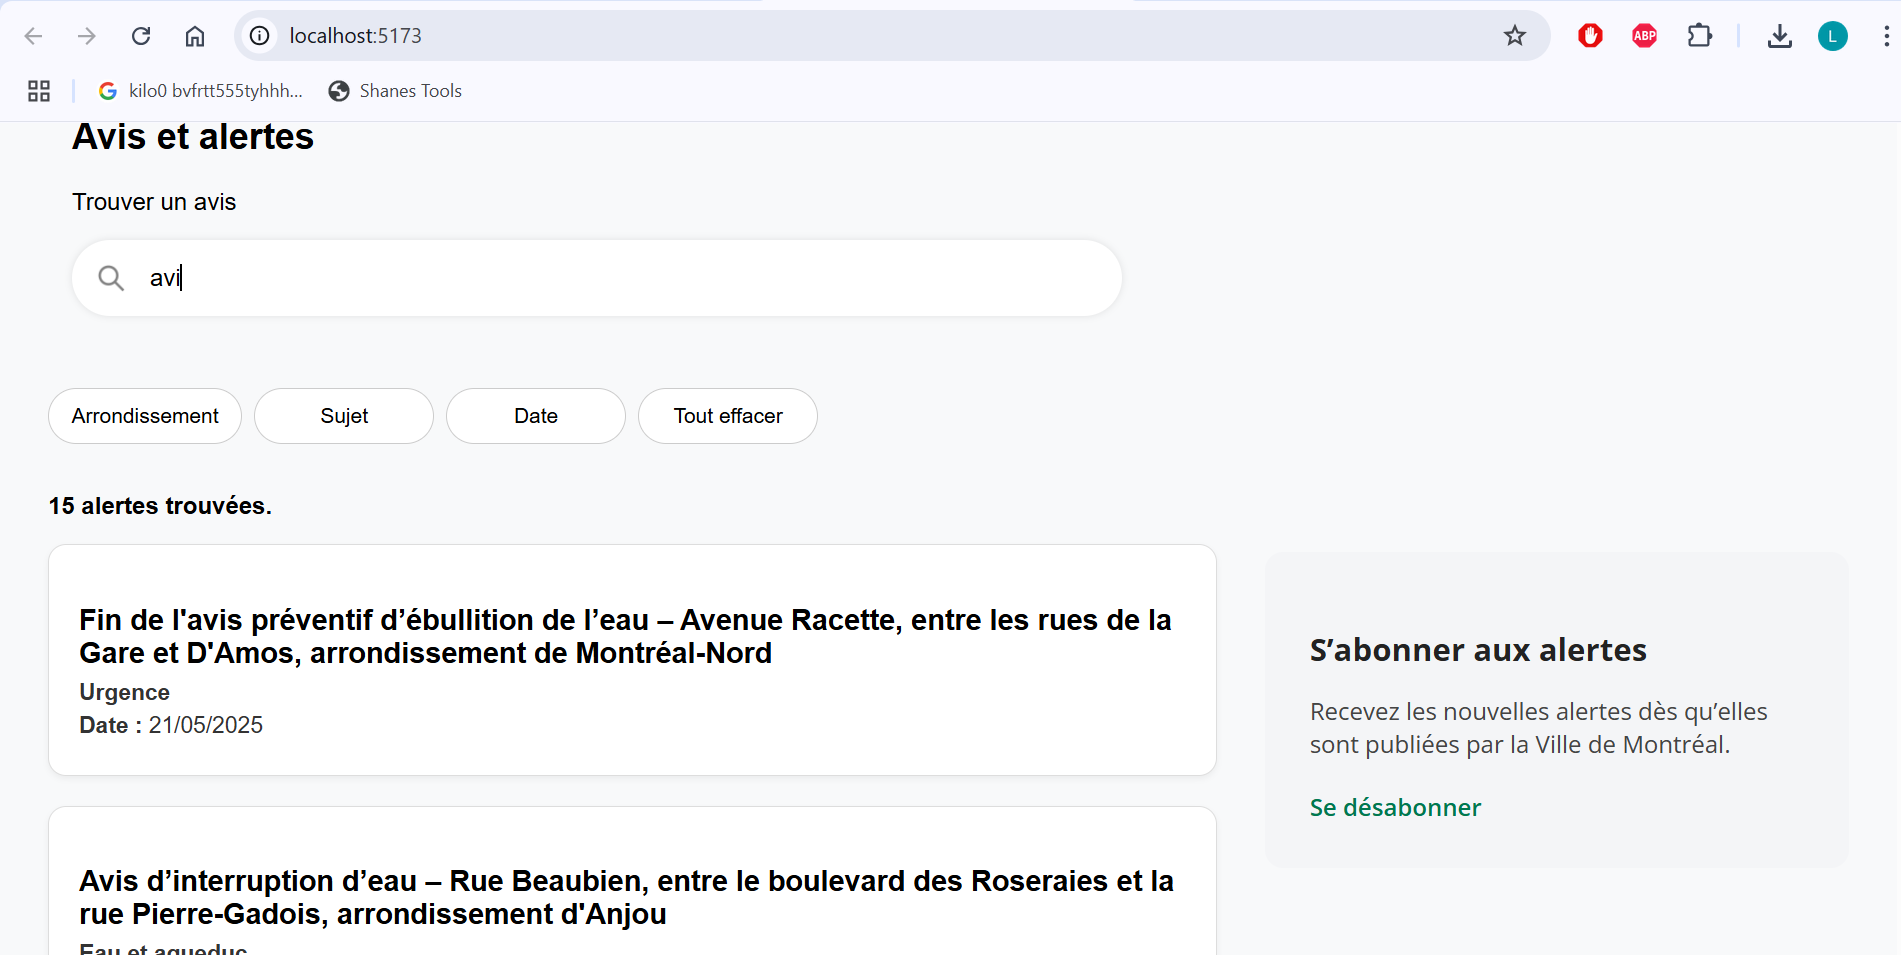 localhost:5173
ABP
L
kilo0 bvfrtt555tyhhh...
Shanes Tools
Avis et alertes
Trouver un avis
avi
Arrondissement
Sujet
Date
Tout effacer
15 alertes trouvées.
Fin de l'avis préventif d’ébullition de l’eau – Avenue Racette, entre les rues de la
Gare et D'Amos, arrondissement de Montréal-Nord
Urgence
Date : 21/05/2025
S’abonner aux alertes
Recevez les nouvelles alertes dès qu’elles
sont publiées par la Ville de Montréal.
Se désabonner
Avis d’interruption d’eau – Rue Beaubien, entre le boulevard des Roseraies et la
rue Pierre-Gadois, arrondissement d'Anjou
Eau et aqueduc